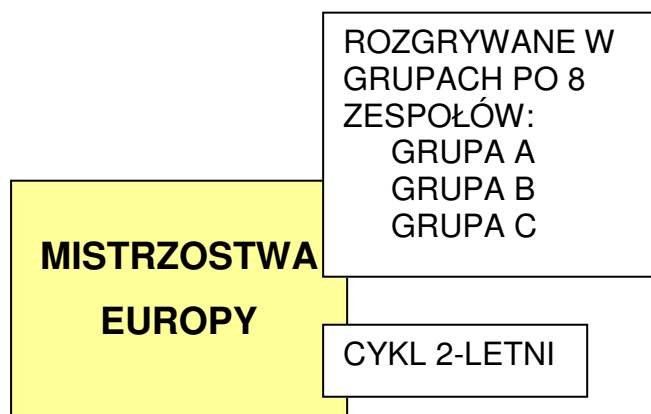 ROZGRYWANE W
GRUPACH PO 8
ZESPOŁÓW:
GRUPA A
GRUPA B
GRUPA C
MISTRZOSTWA
EUROPY
CYKL 2-LETNI